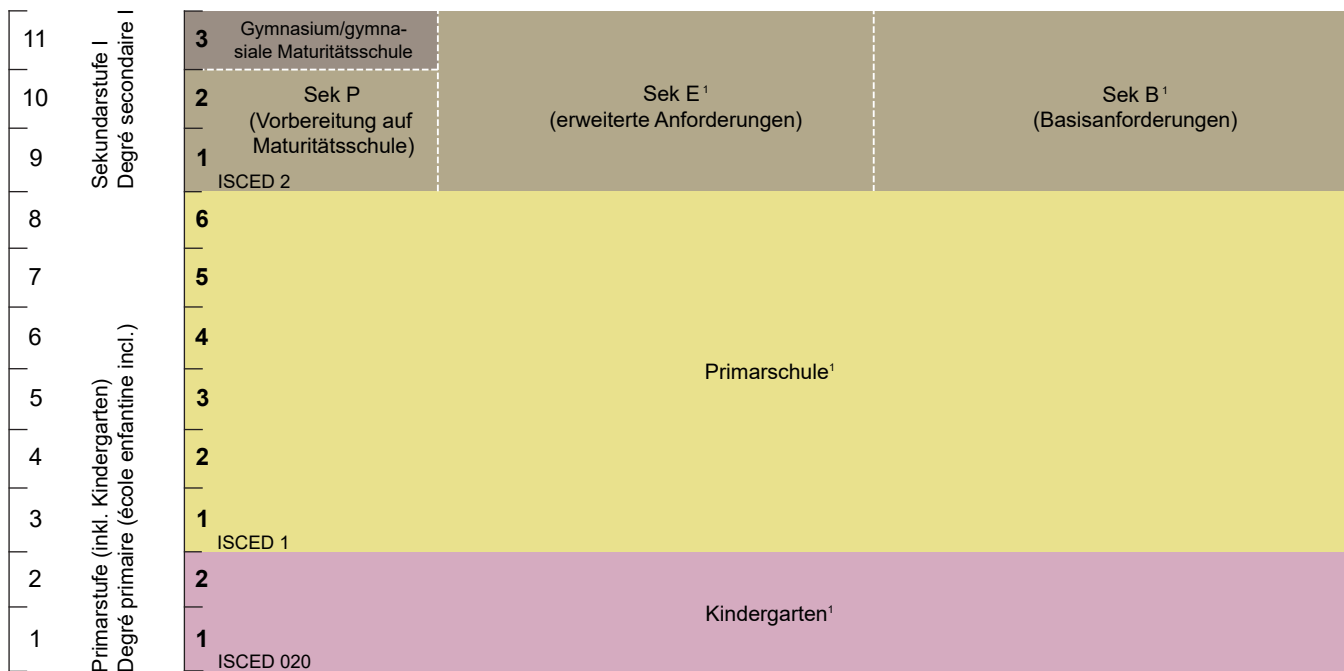 11
10
9
8
7
6
5
4
3
2
1
Sekundarstufe I
Degré secondaire I
Primarstufe (inkl. Kindergarten)
Degré primaire (école enfantine incl.)
3
Gymnasium/gymna-
siale Maturitätsschule
2
Sek P
(Vorbereitung auf
Maturitätsschule)
1
ISCED 2
Sek E¹
(erweiterte Anforderungen)
Sek B¹
(Basisanforderungen)
6
5
4
3
2
1
ISCED 1
Primarschule¹
2
1
ISCED 020
Kindergarten¹